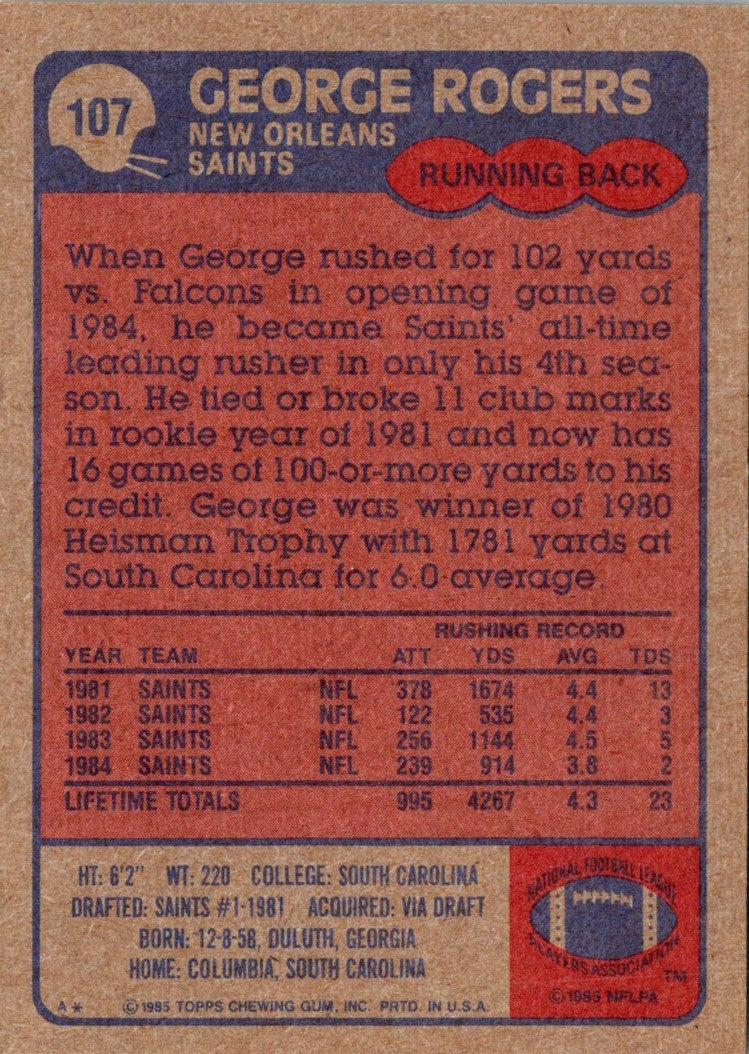 107
GEORGE ROGERS
NEW ORLEANS
SAINTS
RUNNING BACK
When George rushed for 102 yards
vs. Falcons in opening game of
1984, he became Saints' all-time
leading rusher in only his 4th sea-
son. He tied or broke 11 club marks
in rookie year of 1981 and now has
16 games of 100-or-more yards to his
credit. George was winner of 1980
Heisman Trophy with 1781 yards at
South Carolina for 6.0 average.
RUSHING RECORD
YEAR TEAM ATT YDS AVG TDS
1981 SAINTS NFL 378 1674 4.4 13
1982 SAINTS NFL 122 535 4.4 3
1983 SAINTS NFL 256 1144 4.5 5
1984 SAINTS NFL 239 914 3.8 2
LIFETIME TOTALS 995 4267 4.3 23
HT: 6'2" WT: 220 COLLEGE: SOUTH CAROLINA
DRAFTED: SAINTS #1-1981 ACQUIRED: VIA DRAFT
BORN: 12-8-58, DULUTH, GEORGIA
HOME: COLUMBIA, SOUTH CAROLINA
A* ©1985 TOPPS CHEWING GUM, INC. PRTD. IN U.S.A.
NATIONAL FOOTBALL LEAGUE
PLAYERS ASSOCIATION
TM
©1985 NFLPA